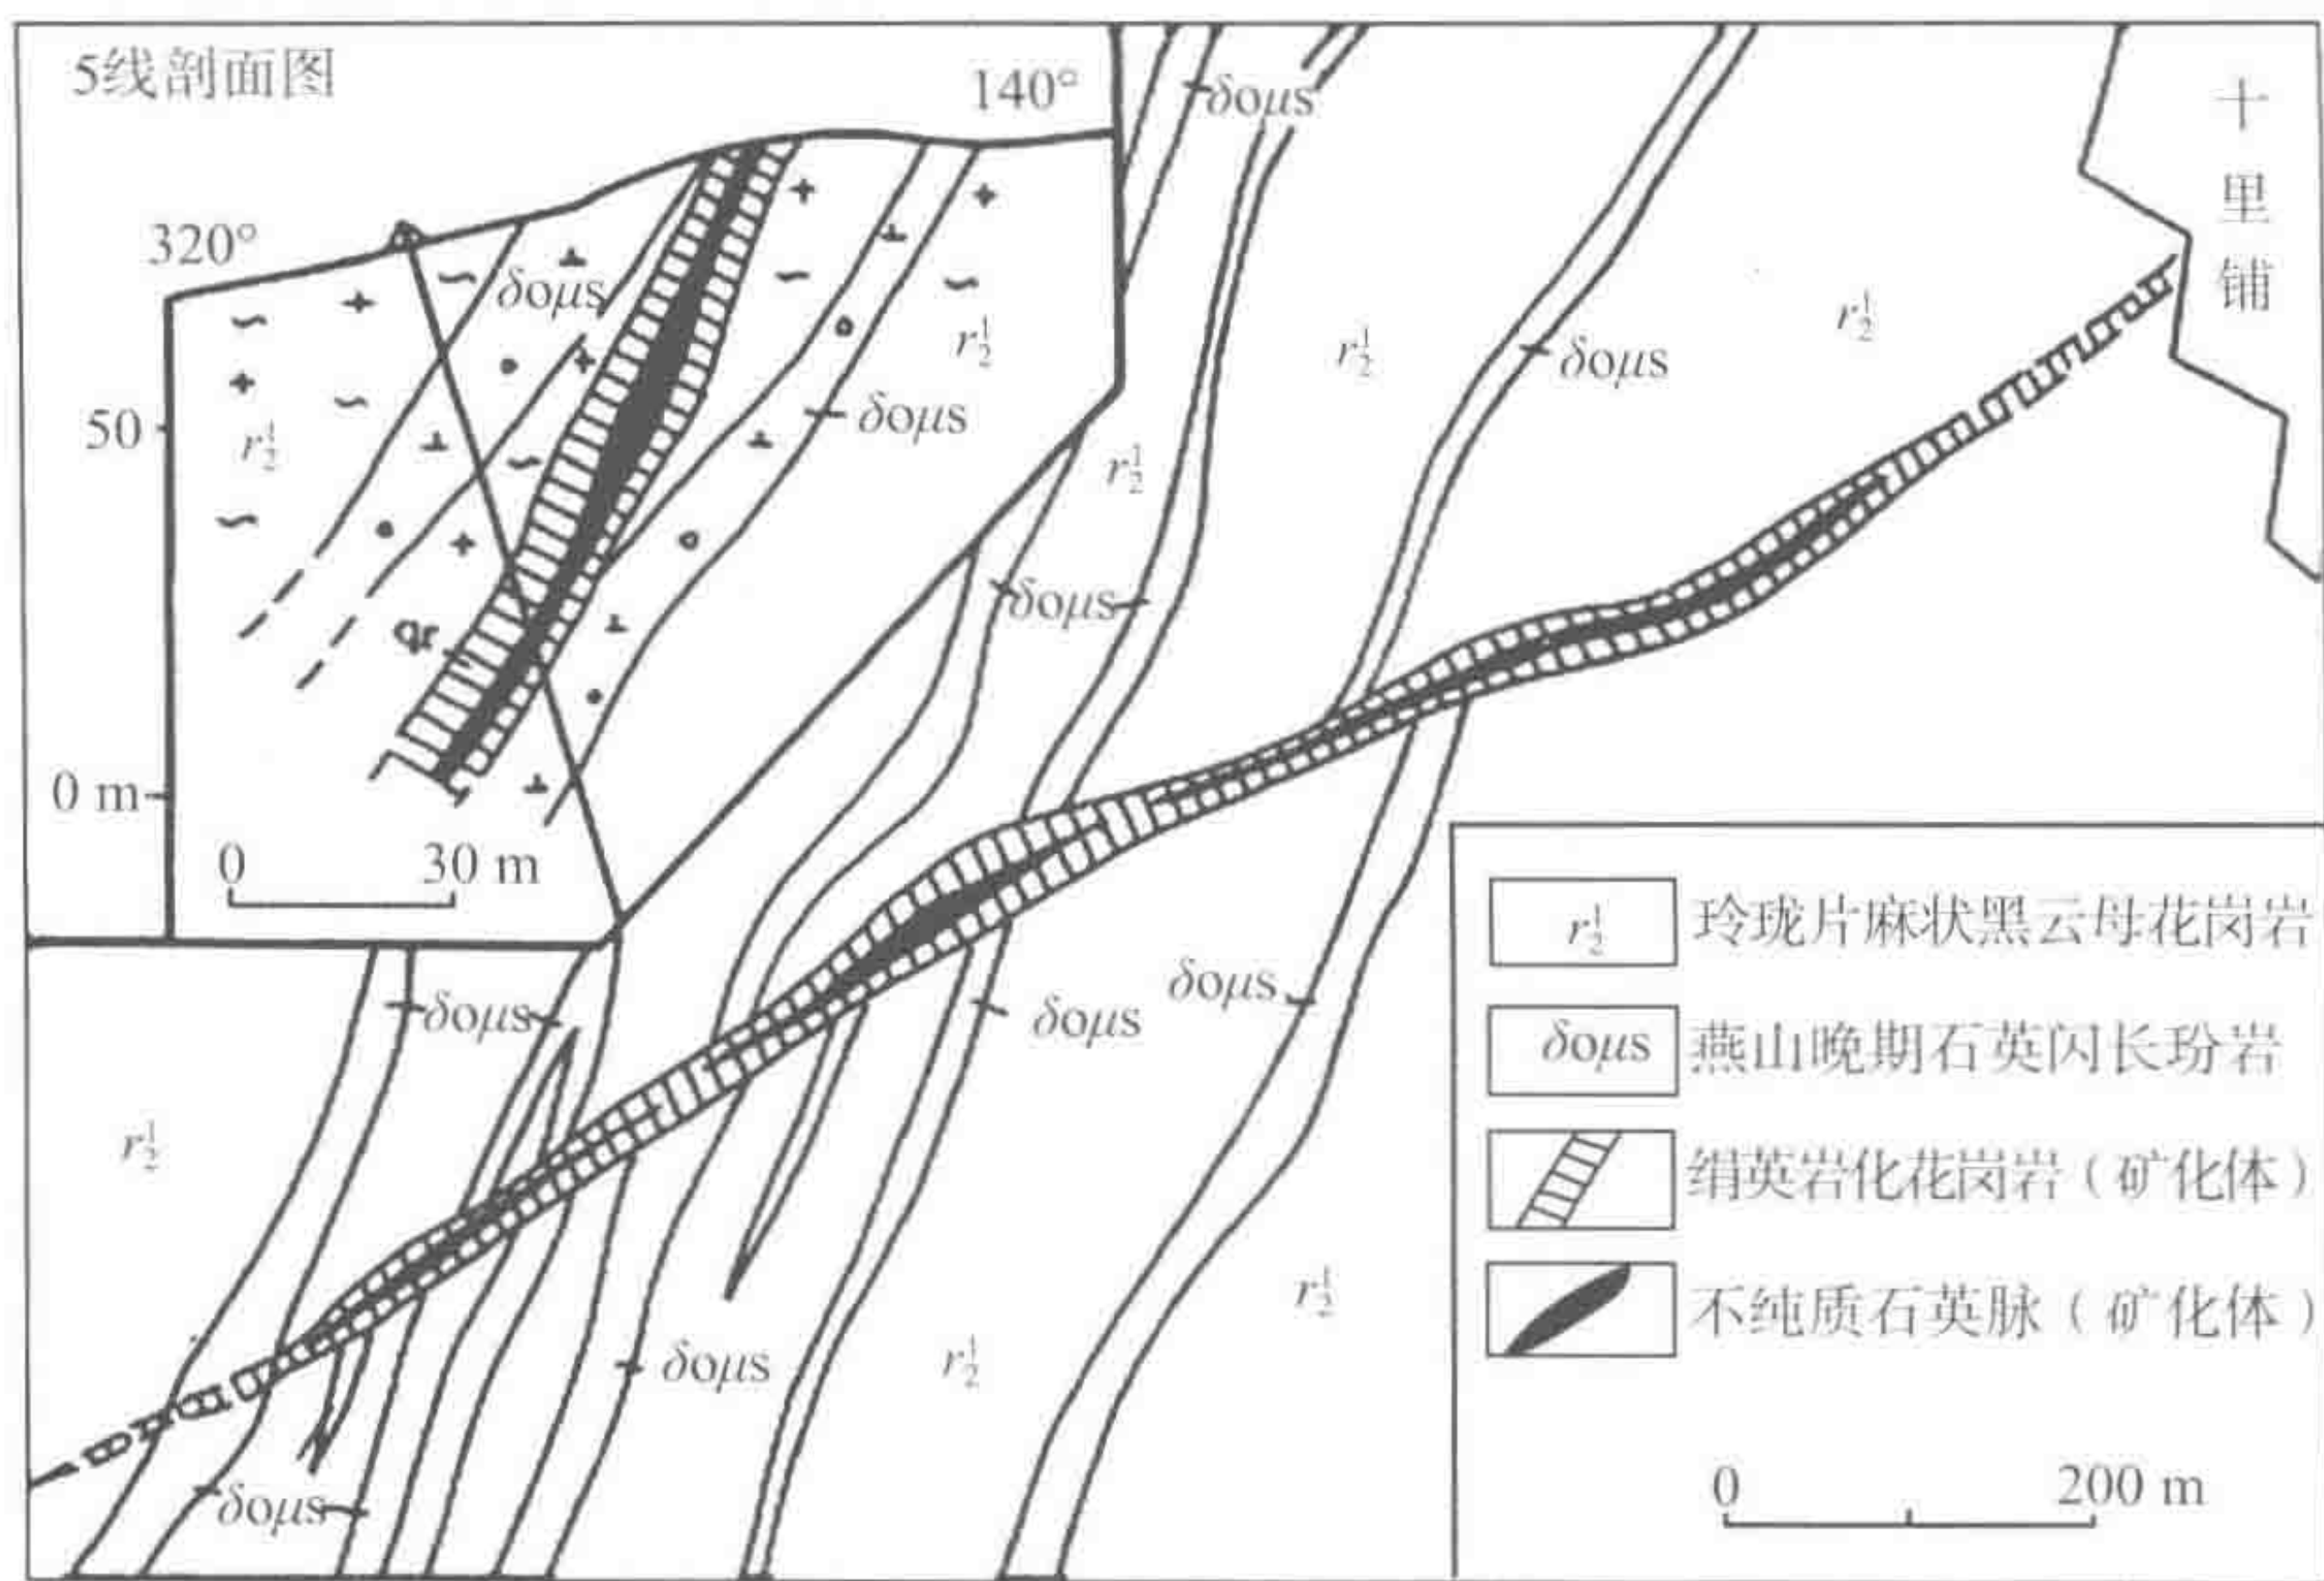 5线剖面图
140°
320°
δομs
r₂¹
r₂¹
50
δομs
qr
0 m
0 30 m
δομs
十里铺
r₂¹
r₂¹
δομs
r₂¹
δομs
δομs
δομs
δομs
r₂¹
r₂¹
δομs
r₂¹
δομs
r₂¹ 玲珑片麻状黑云母花岗岩
δομs 燕山晚期石英闪长玢岩
绢英岩化花岗岩（矿化体）
不纯质石英脉（矿化体）
0 200 m